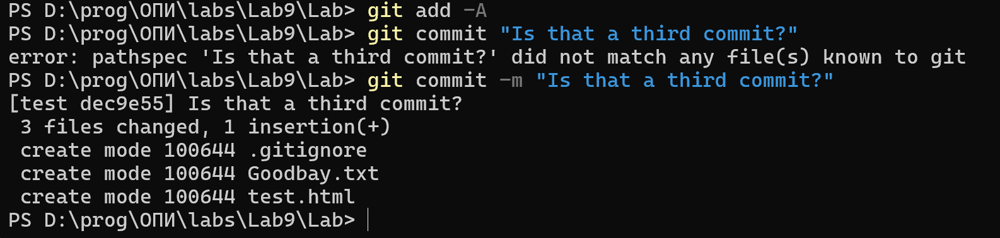 PS D:\prog\ОПИ\labs\Lab9\Lab> git add -A
PS D:\prog\ОПИ\labs\Lab9\Lab> git commit "Is that a third commit?"
error: pathspec 'Is that a third commit?' did not match any file(s) known to git
PS D:\prog\ОПИ\labs\Lab9\Lab> git commit -m "Is that a third commit?"
[test dec9e55] Is that a third commit?
 3 files changed, 1 insertion(+)
 create mode 100644 .gitignore
 create mode 100644 Goodbay.txt
 create mode 100644 test.html
PS D:\prog\ОПИ\labs\Lab9\Lab>